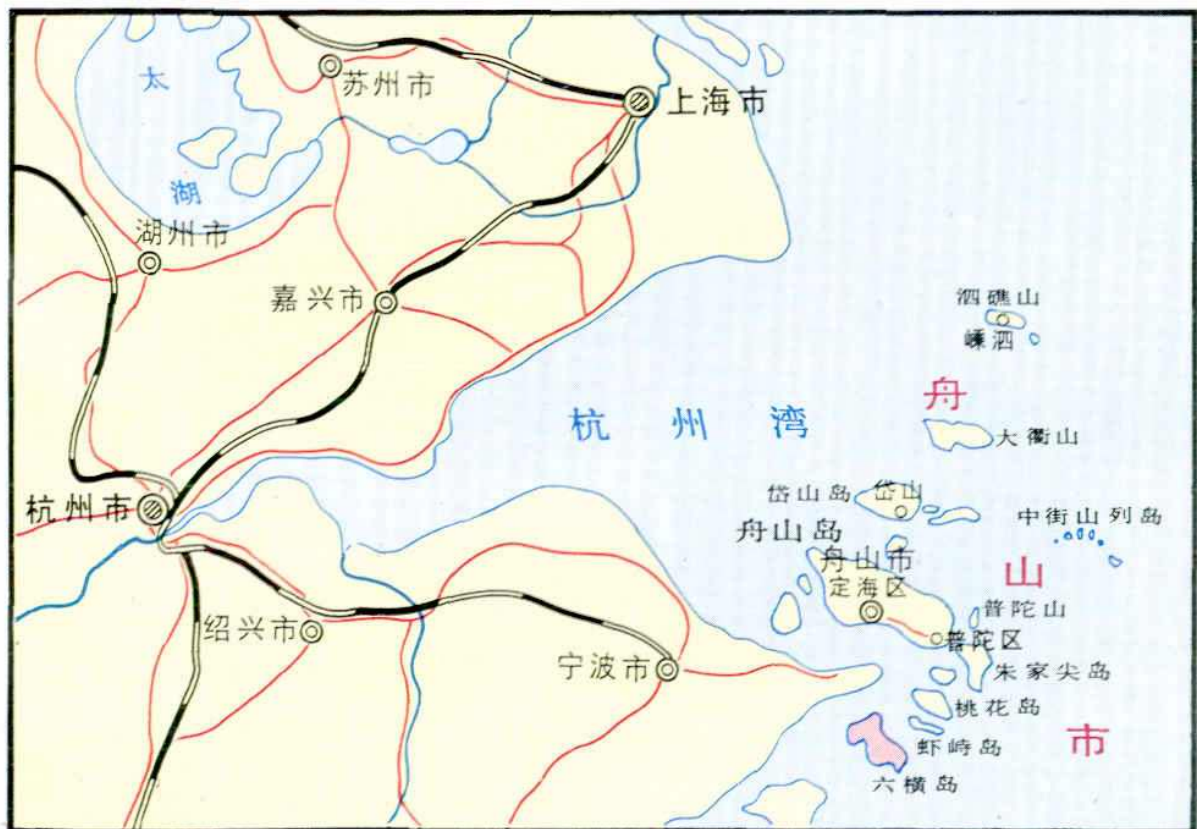 太
湖
苏州市
上海市
湖州市
嘉兴市
泗礁山
嵊泗
舟
杭州湾
大衢山
杭州市
岱山岛
岱山
中街山列岛
舟山岛
舟山市
定海区
山
普陀山
普陀区
绍兴市
宁波市
朱家尖岛
桃花岛
市
虾峙岛
六横岛